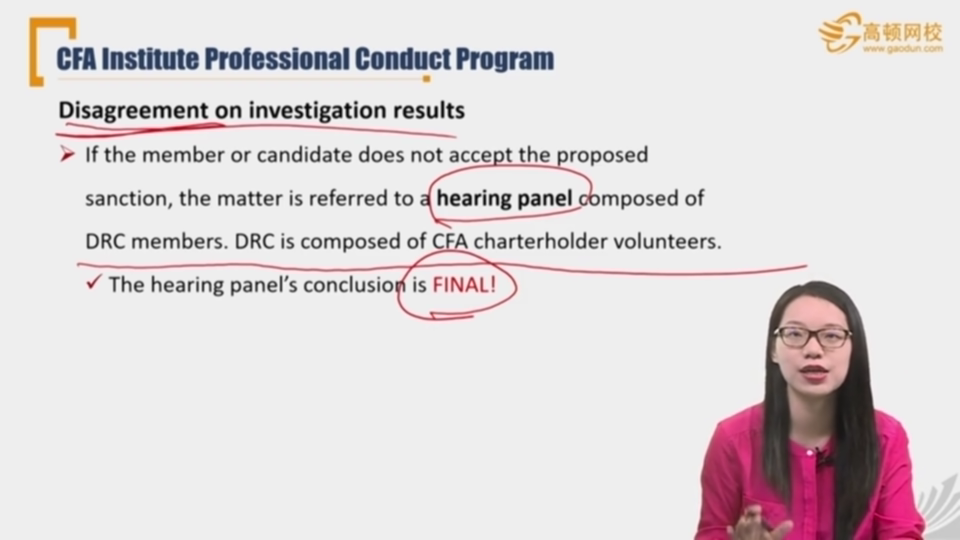 CFA Institute Professional Conduct Program
高顿网校
www.gaodun.com
Disagreement on investigation results
If the member or candidate does not accept the proposed
sanction, the matter is referred to a hearing panel composed of
DRC members. DRC is composed of CFA charterholder volunteers.
The hearing panel's conclusion is FINAL!